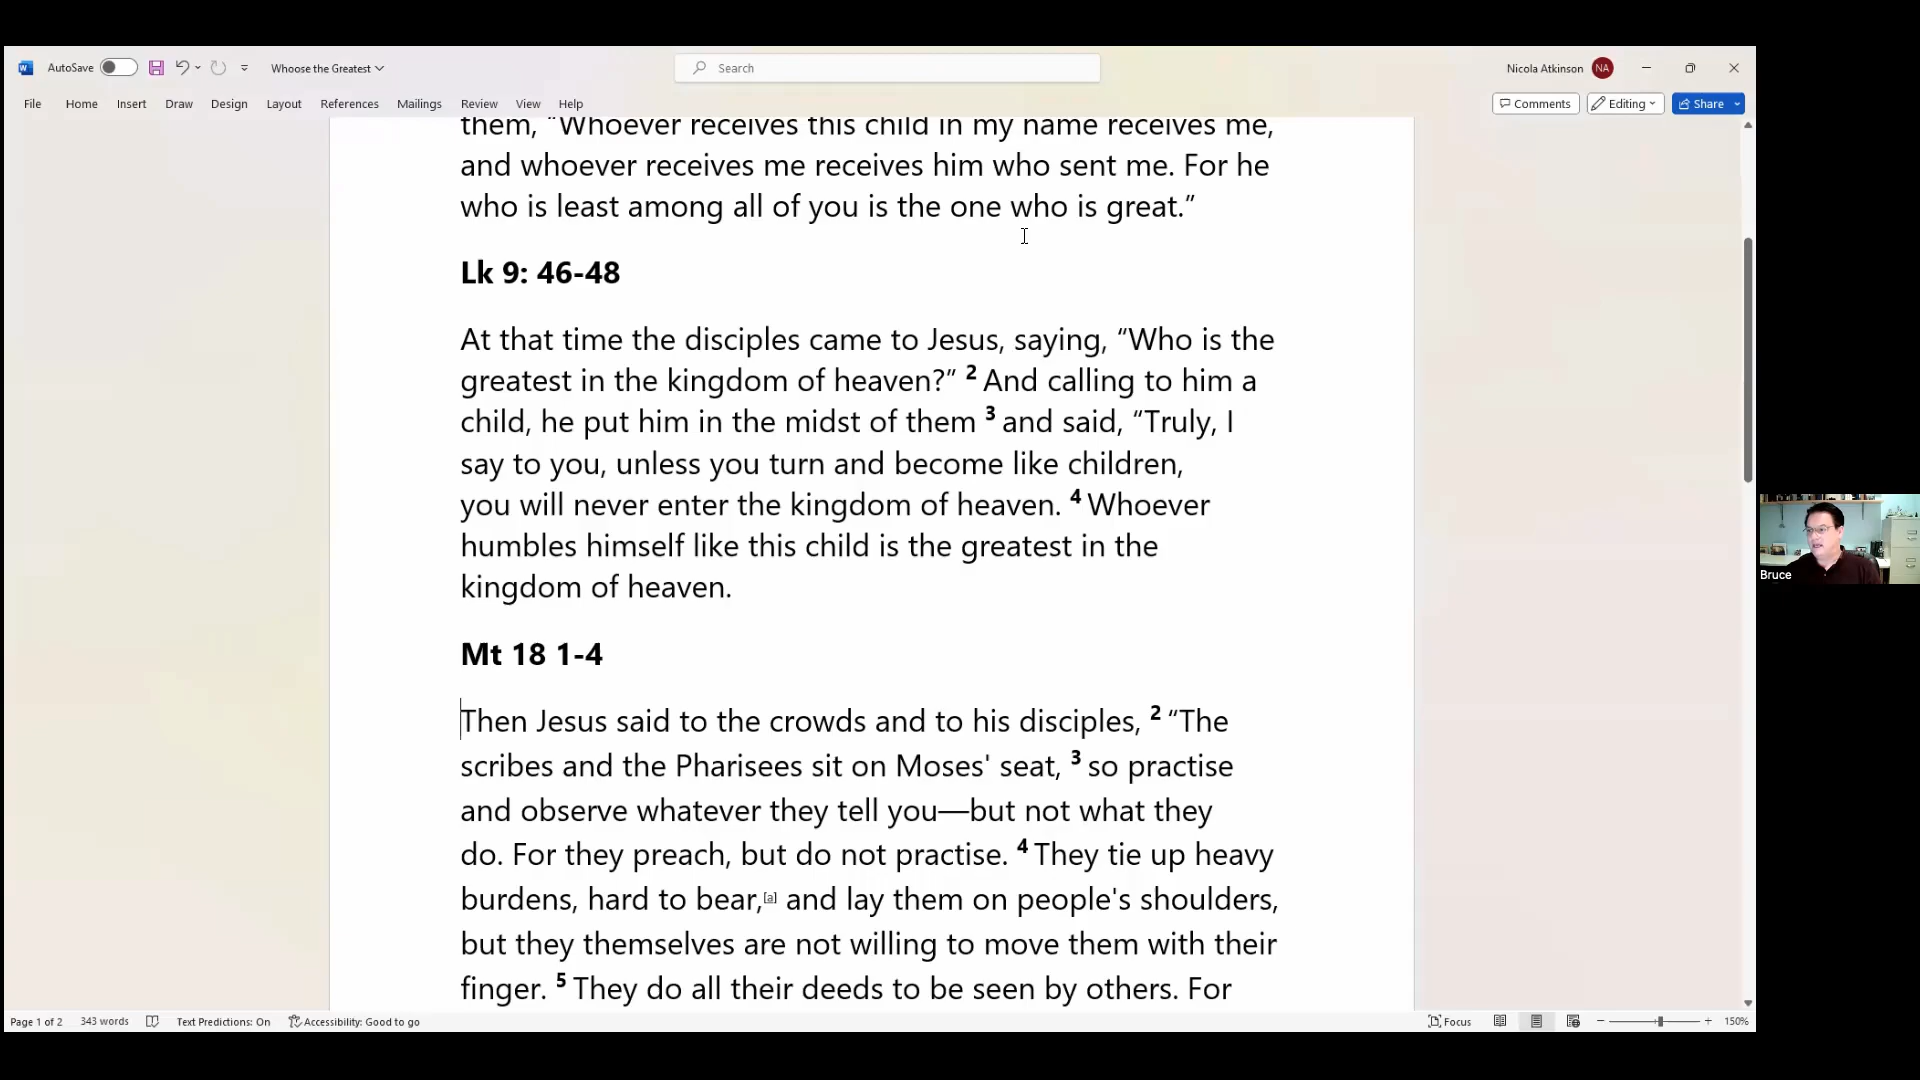 AutoSave
Whoose the Greatest
Search
Nicola Atkinson NA
File Home Insert Draw Design Layout References Mailings Review View Help
Comments Editing Share
them, “Whoever receives this child in my name receives me,
and whoever receives me receives him who sent me. For he
who is least among all of you is the one who is great.”
Lk 9: 46-48
At that time the disciples came to Jesus, saying, “Who is the
greatest in the kingdom of heaven?” 2 And calling to him a
child, he put him in the midst of them 3 and said, “Truly, I
say to you, unless you turn and become like children,
you will never enter the kingdom of heaven. 4 Whoever
humbles himself like this child is the greatest in the
kingdom of heaven.
Mt 18 1-4
Then Jesus said to the crowds and to his disciples, 2 “The
scribes and the Pharisees sit on Moses' seat, 3 so practise
and observe whatever they tell you—but not what they
do. For they preach, but do not practise. 4 They tie up heavy
burdens, hard to bear,[a] and lay them on people's shoulders,
but they themselves are not willing to move them with their
finger. 5 They do all their deeds to be seen by others. For
Bruce
Page 1 of 2 343 words Text Predictions: On Accessibility: Good to go Focus 150%